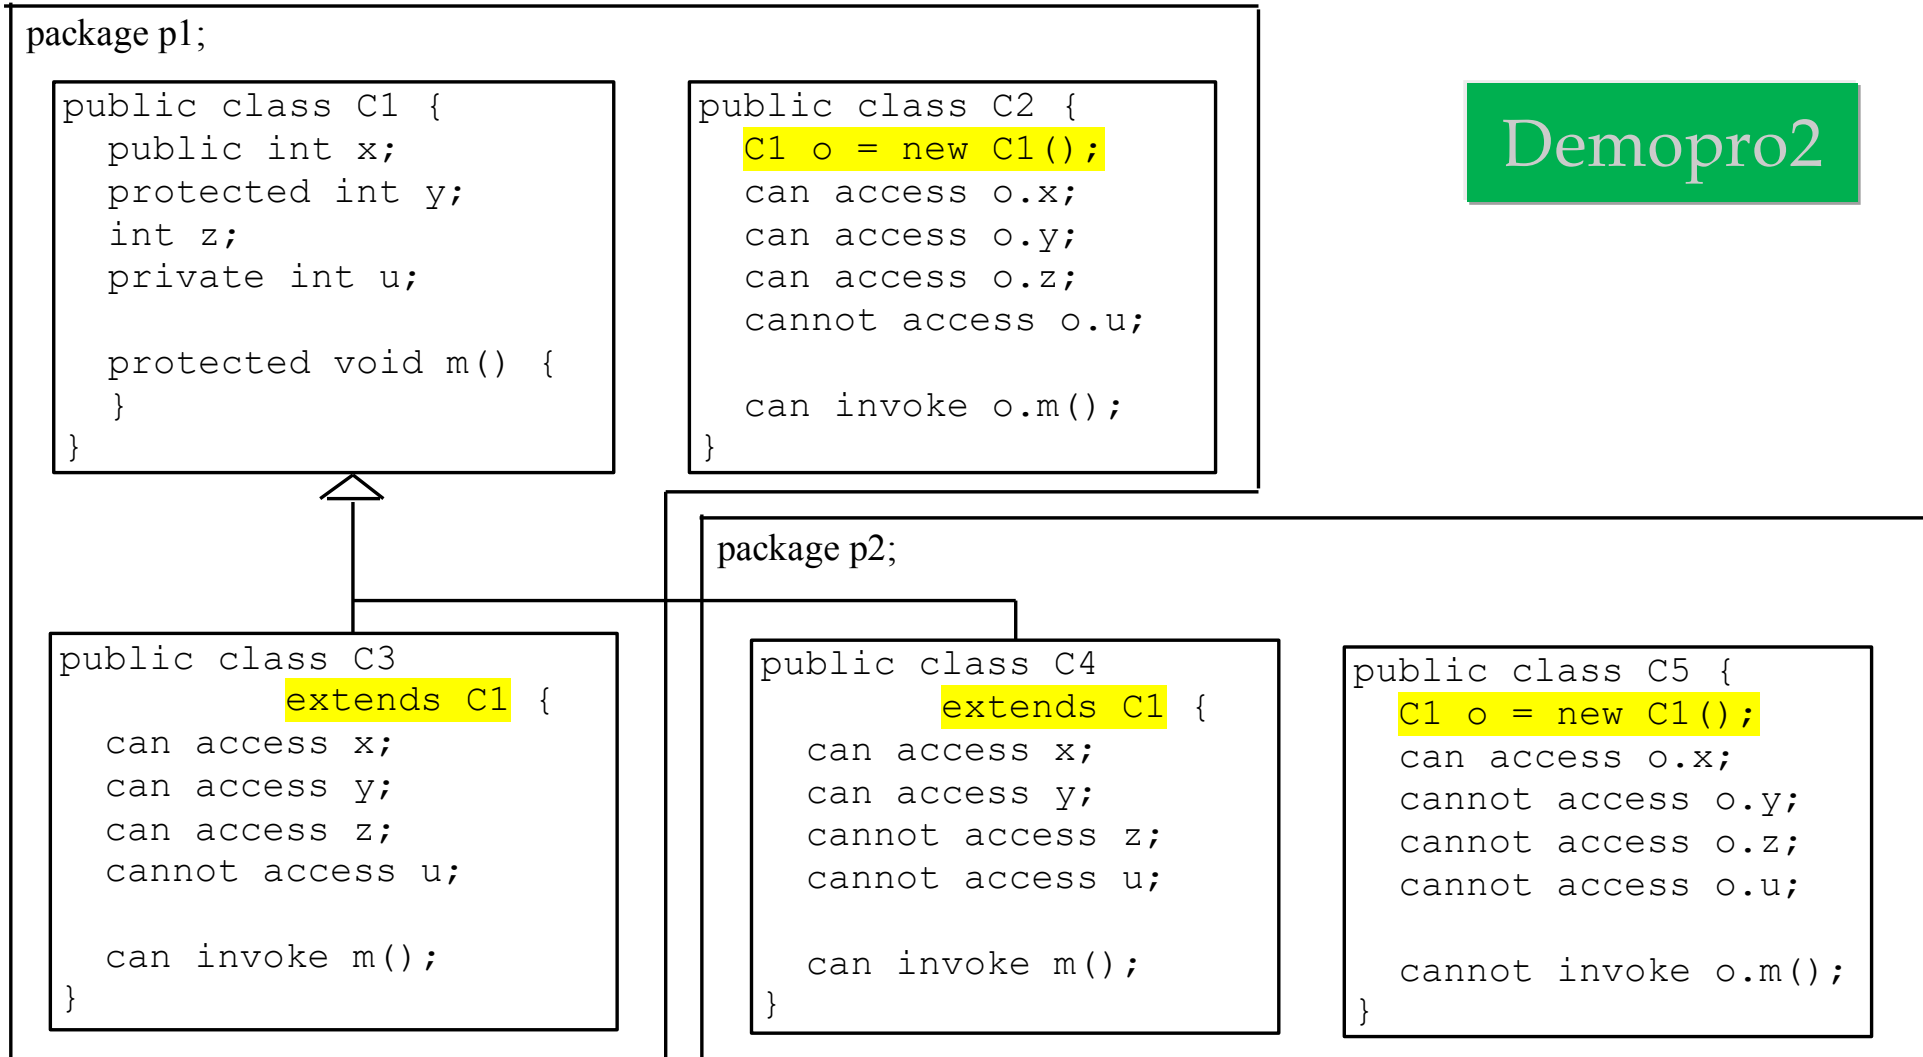 package p1;
public class C1 {
public int x;
protected int y;
int z;
private int u;
protected void m() {
}
}
public class C2 {
C1 o = new C1();
can access o.x;
can access o.y;
can access o.z;
cannot access o.u;
can invoke o.m();
}
Demopro2
public class C3
extends C1 {
can access x;
can access y;
can access z;
cannot access u;
can invoke m();
}
package p2;
public class C4
extends C1 {
can access x;
can access y;
cannot access z;
cannot access u;
can invoke m();
}
public class C5 {
C1 o = new C1();
can access o.x;
cannot access o.y;
cannot access o.z;
cannot access o.u;
cannot invoke o.m();
}